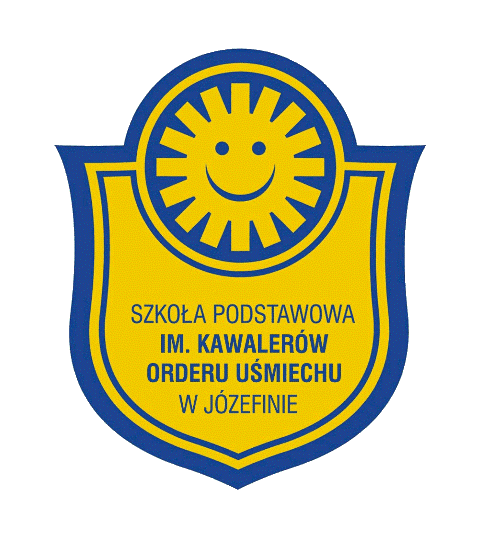 SZKOŁA PODSTAWOWA
IM. KAWALERÓW
ORDERU UŚMIECHU
W JÓZEFINIE